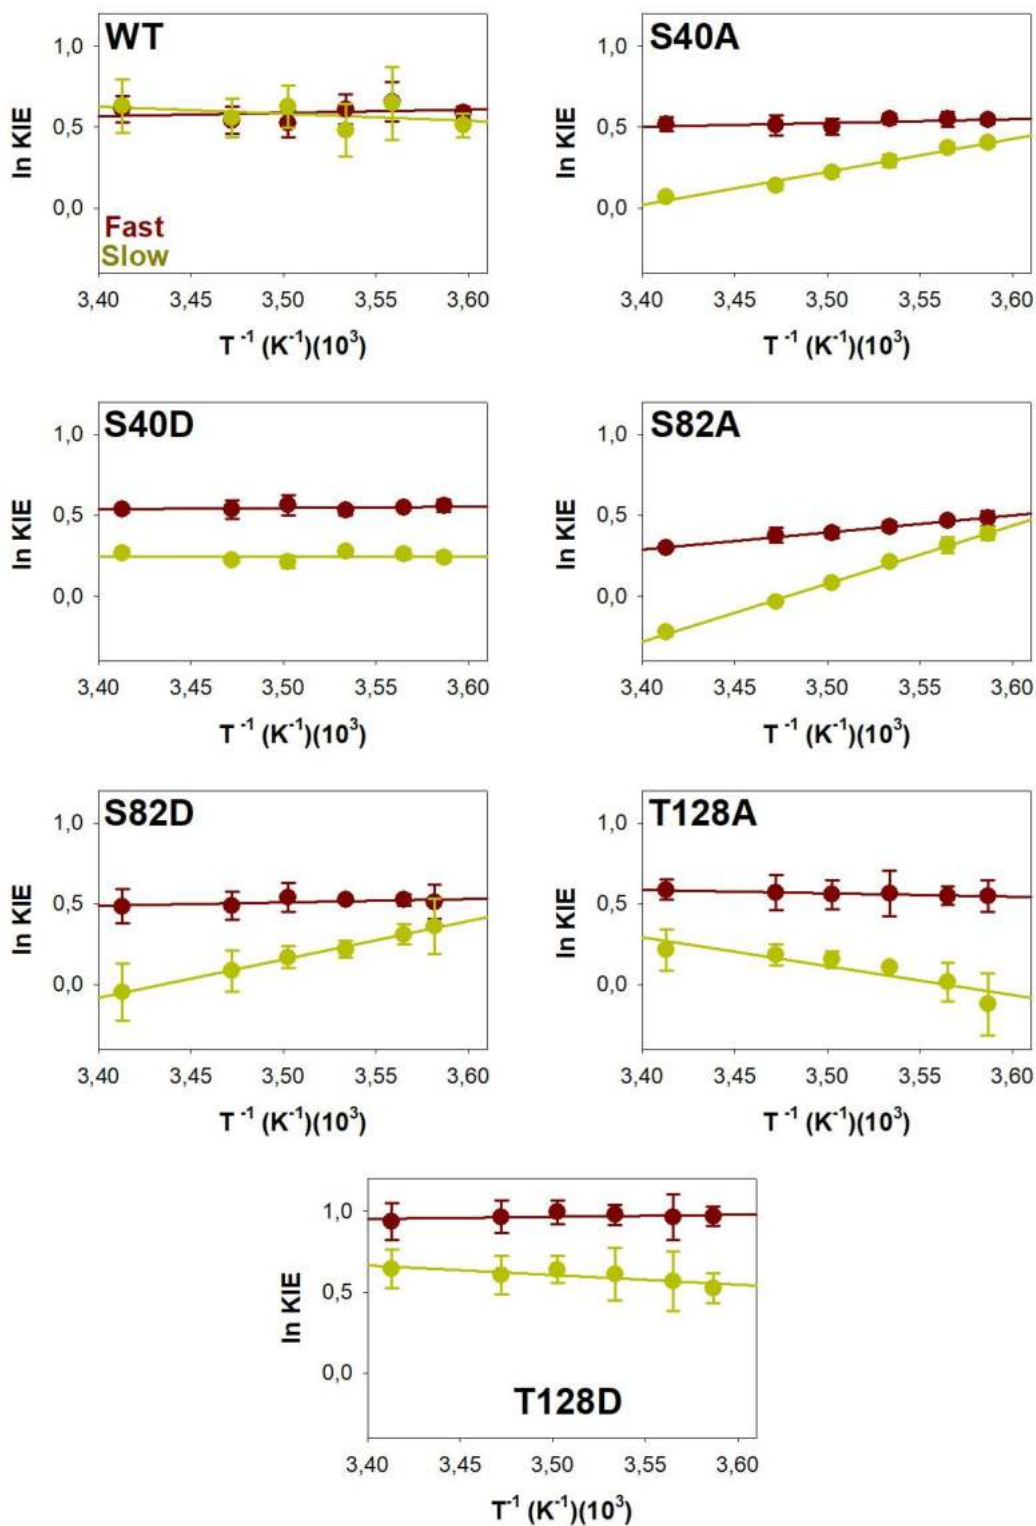 WT
1,0
0,5
0,0
ln KIE
Fast
Slow
3,40 3,45 3,50 3,55 3,60
T ⁻¹ (K⁻¹)(10³)
S40A
1,0
0,5
0,0
ln KIE
3,40 3,45 3,50 3,55 3,60
T ⁻¹ (K⁻¹)(10³)
S40D
1,0
0,5
0,0
ln KIE
3,40 3,45 3,50 3,55 3,60
T ⁻¹ (K⁻¹)(10³)
S82A
1,0
0,5
0,0
ln KIE
3,40 3,45 3,50 3,55 3,60
T ⁻¹ (K⁻¹)(10³)
S82D
1,0
0,5
0,0
ln KIE
3,40 3,45 3,50 3,55 3,60
T ⁻¹ (K⁻¹)(10³)
T128A
1,0
0,5
0,0
ln KIE
3,40 3,45 3,50 3,55 3,60
T ⁻¹ (K⁻¹)(10³)
1,0
0,5
0,0
ln KIE
T128D
3,40 3,45 3,50 3,55 3,60
T⁻¹ (K⁻¹)(10³)